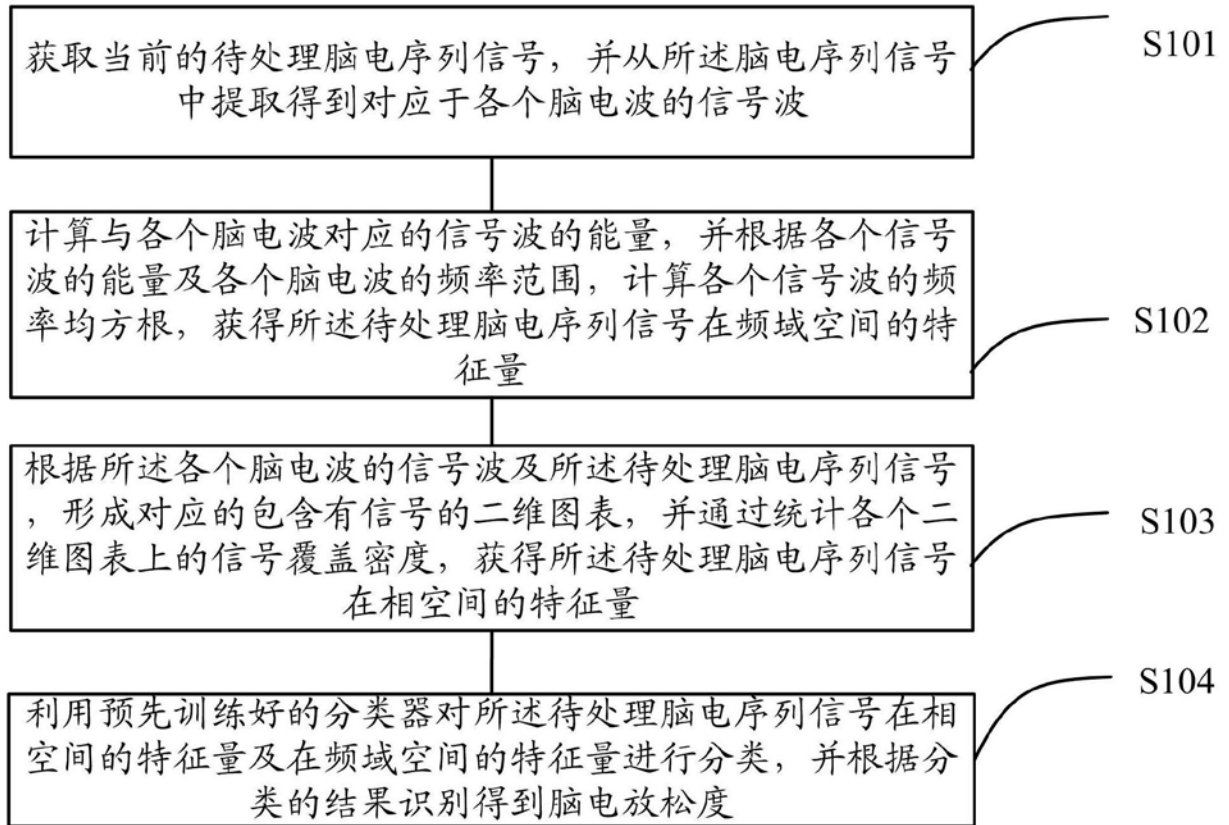 获取当前的待处理脑电序列信号，并从所述脑电序列信号
中提取得到对应于各个脑电波的信号波
S101
计算与各个脑电波对应的信号波的能量，并根据各个信号
波的能量及各个脑电波的频率范围，计算各个信号波的频
率均方根，获得所述待处理脑电序列信号在频域空间的特
征量
S102
根据所述各个脑电波的信号波及所述待处理脑电序列信号
，形成对应的包含有信号的二维图表，并通过统计各个二
维图表上的信号覆盖密度，获得所述待处理脑电序列信号
在相空间的特征量
S103
利用预先训练好的分类器对所述待处理脑电序列信号在相
空间的特征量及在频域空间的特征量进行分类，并根据分
类的结果识别得到脑电放松度
S104